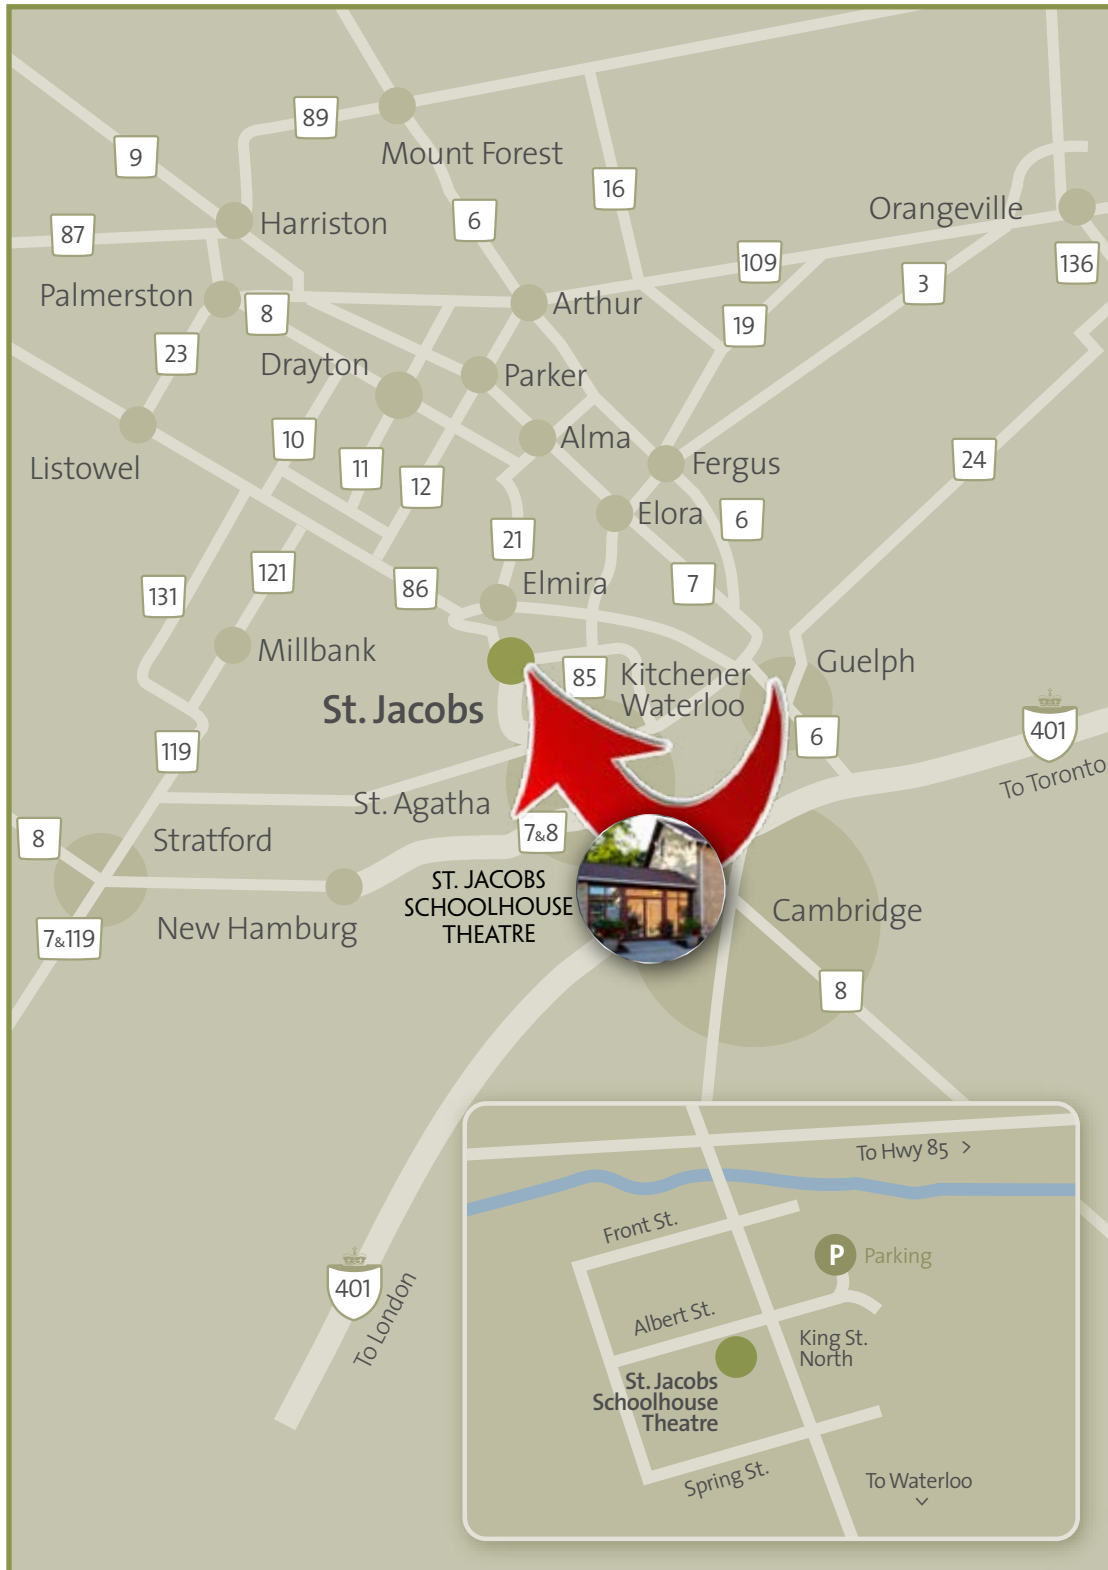 89
Mount Forest
9
16
6
Orangeville
87
Harriston
109
136
3
Palmerston
8
Arthur
19
23
Drayton
Parker
10
Alma
11
12
Listowel
Fergus
24
Elora
6
21
121
86
Elmira
7
131
Millbank
85
Kitchener
Waterloo
Guelph
St. Jacobs
119
6
401
To Toronto
St. Agatha
8
Stratford
7&8
ST. JACOBS
SCHOOLHOUSE
THEATRE
Cambridge
7&119
New Hamburg
8
401
To London
To Hwy 85 >
Front St.
P Parking
Albert St.
King St.
North
St. Jacobs
Schoolhouse
Theatre
Spring St.
To Waterloo